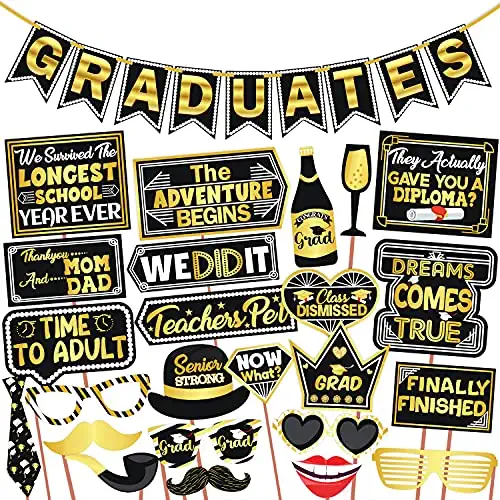 GRADUATES
We Survived The
LONGEST
SCHOOL
YEAR EVER
The
ADVENTURE
BEGINS
CONGRATS
Grad
They Actually
GAVE YOU A
DIPLOMA?
Thankyou
And
MOM
DAD
WE DID IT
Teachers Pet
Class
DISMISSED
DREAMS
COMES
TRUE
TIME
TO ADULT
Senior
STRONG
NOW
What?
GRAD
FINALLY
FINISHED
Grad
Grad